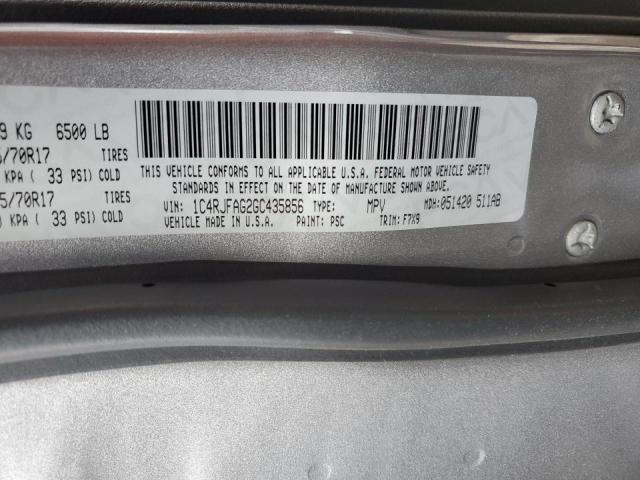 9 KG 6500 LB
5/70R17 TIRES
KPA ( 33 PSI) COLD
5/70R17 TIRES
KPA ( 33 PSI) COLD
THIS VEHICLE CONFORMS TO ALL APPLICABLE U.S.A. FEDERAL MOTOR VEHICLE SAFETY
STANDARDS IN EFFECT ON THE DATE OF MANUFACTURE SHOWN ABOVE.
VIN: 1C4RJFAG2GC435856 TYPE: MPV MDH: 051420 511AB
VEHICLE MADE IN U.S.A. PAINT: PSC TRIM: F7X9